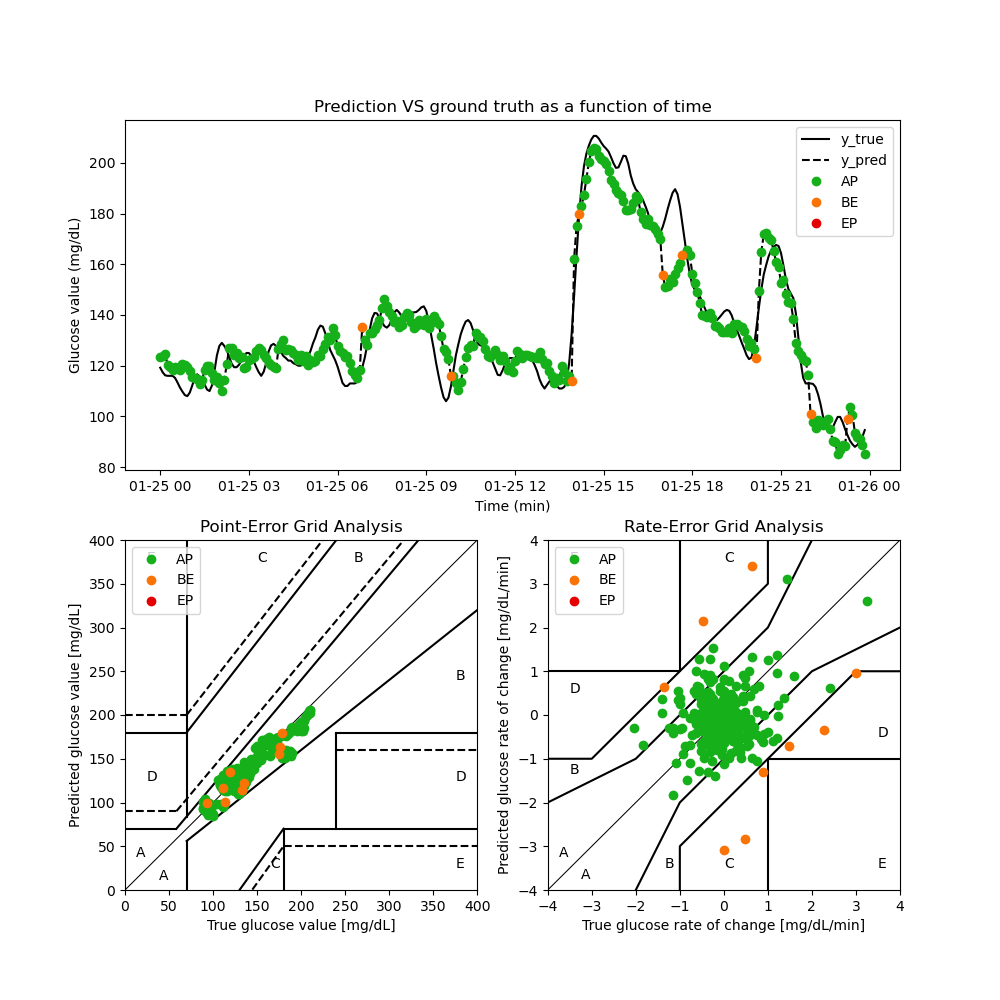 Prediction VS ground truth as a function of time
Glucose value (mg/dL)
200
180
160
140
120
100
80
y_true
y_pred
AP
BE
EP
01-25 00 01-25 03 01-25 06 01-25 09 01-25 12 01-25 15 01-25 18 01-25 21 01-26 00
Time (min)
Point-Error Grid Analysis
Predicted glucose value [mg/dL]
400
350
300
250
200
150
100
50
0
AP
BE
EP
C
B
B
D
D
A
A
C
E
0 50 100 150 200 250 300 350 400
True glucose value [mg/dL]
Rate-Error Grid Analysis
Predicted glucose rate of change [mg/dL/min]
4
3
2
1
0
−1
−2
−3
−4
AP
BE
EP
C
D
D
B
A
A
B
C
E
−4 −3 −2 −1 0 1 2 3 4
True glucose rate of change [mg/dL/min]